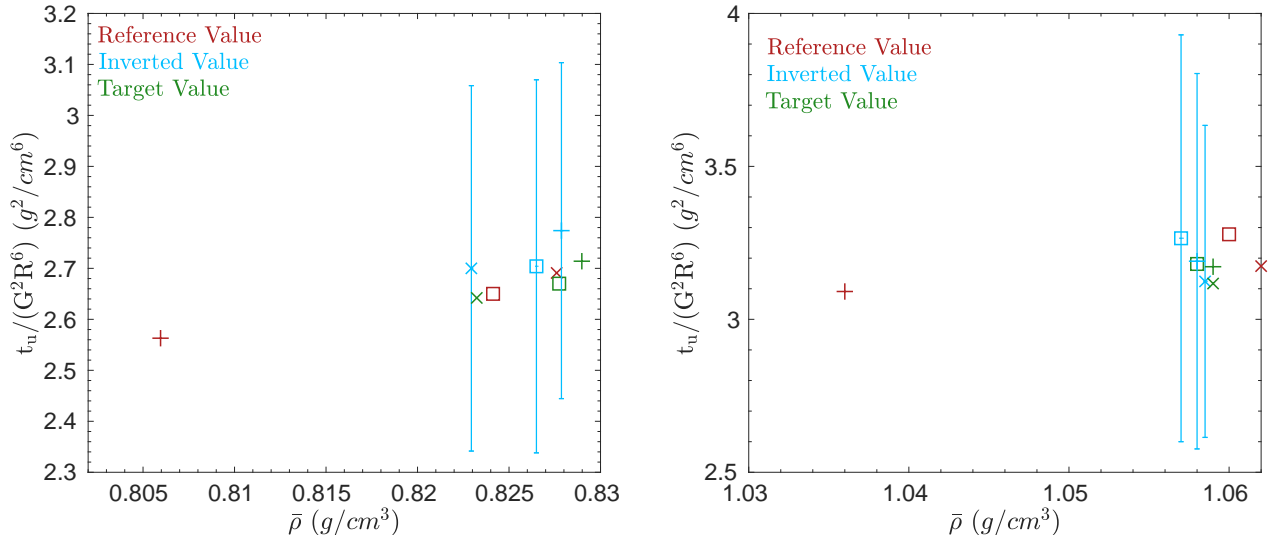 3.2
3.1
3
2.9
2.8
2.7
2.6
2.5
2.4
2.3
Reference Value
Inverted Value
Target Value
t_u/(G²R⁶) (g²/cm⁶)
0.805 0.81 0.815 0.82 0.825 0.83
ρ̄ (g/cm³)
4
3.5
3
2.5
Reference Value
Inverted Value
Target Value
t_u/(G²R⁶) (g²/cm⁶)
1.03 1.04 1.05 1.06
ρ̄ (g/cm³)